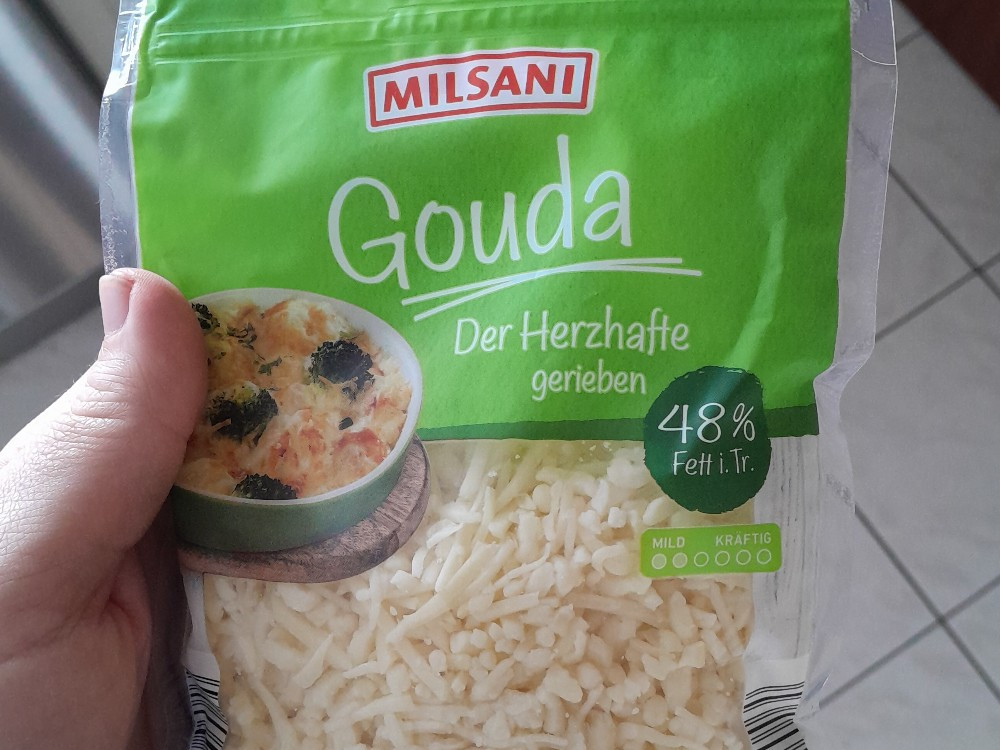 MILSANI
Gouda
Der Herzhafte
gerieben
48%
Fett i. Tr.
MILD KRÄFTIG